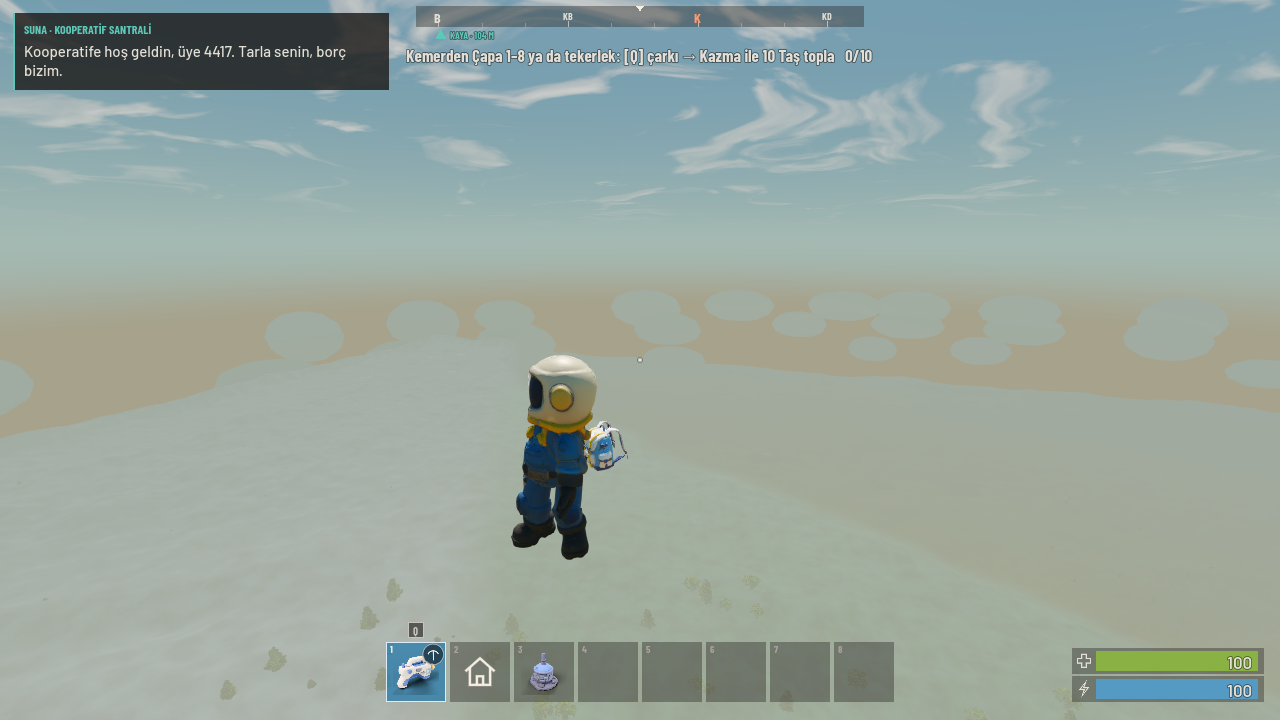 SUNA · KOOPERATİF SANTRALİ
Kooperatife hoş geldin, üye 4417. Tarla senin, borç
bizim.
B KB K KD
KAYA · 104 M
Kemerden Çapa 1-8 ya da tekerlek: [Q] çarkı → Kazma ile 10 Taş topla 0/10
Q
1 2 3 4 5 6 7 8
100
100